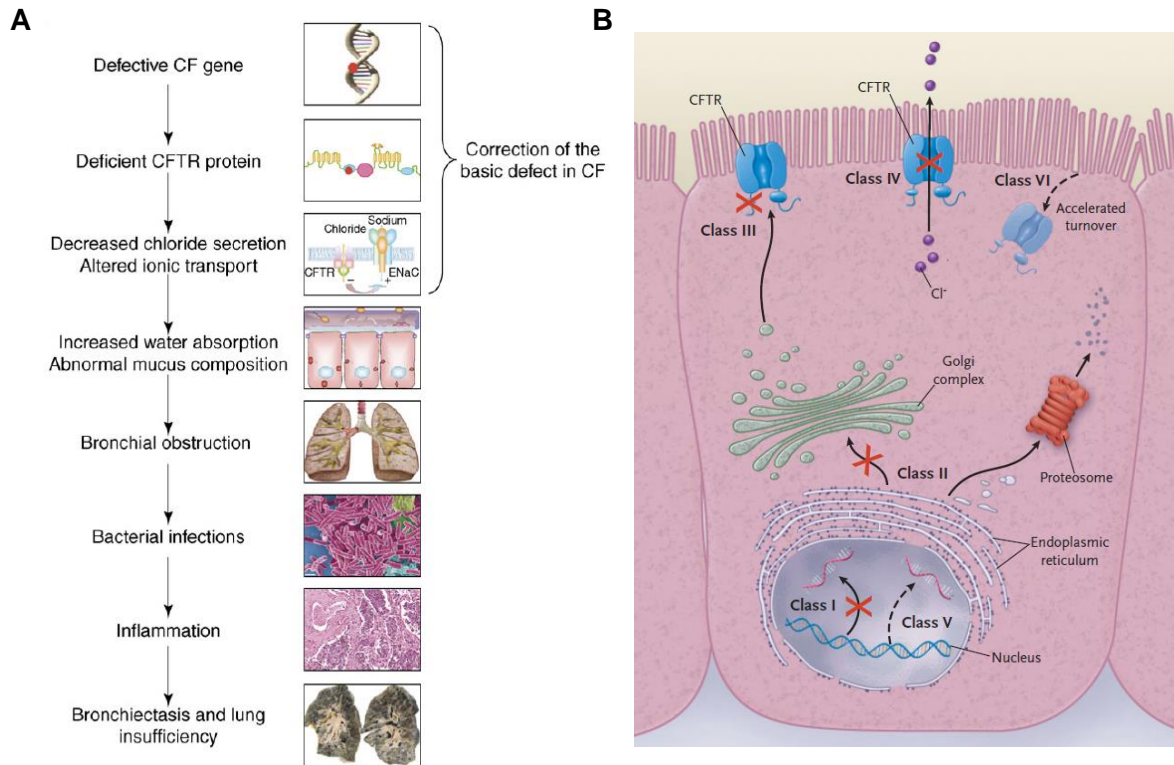 A
Defective CF gene
Deficient CFTR protein
Decreased chloride secretion
Altered ionic transport
Increased water absorption
Abnormal mucus composition
Bronchial obstruction
Bacterial infections
Inflammation
Bronchiectasis and lung
insufficiency
Sodium
Chloride
CFTR
ENaC
−
+
Correction of the
basic defect in CF
B
CFTR
CFTR
Class IV
Class VI
Class III
Accelerated
turnover
Cl-
Golgi
complex
Class II
Proteosome
Endoplasmic
reticulum
Class I
Class V
Nucleus